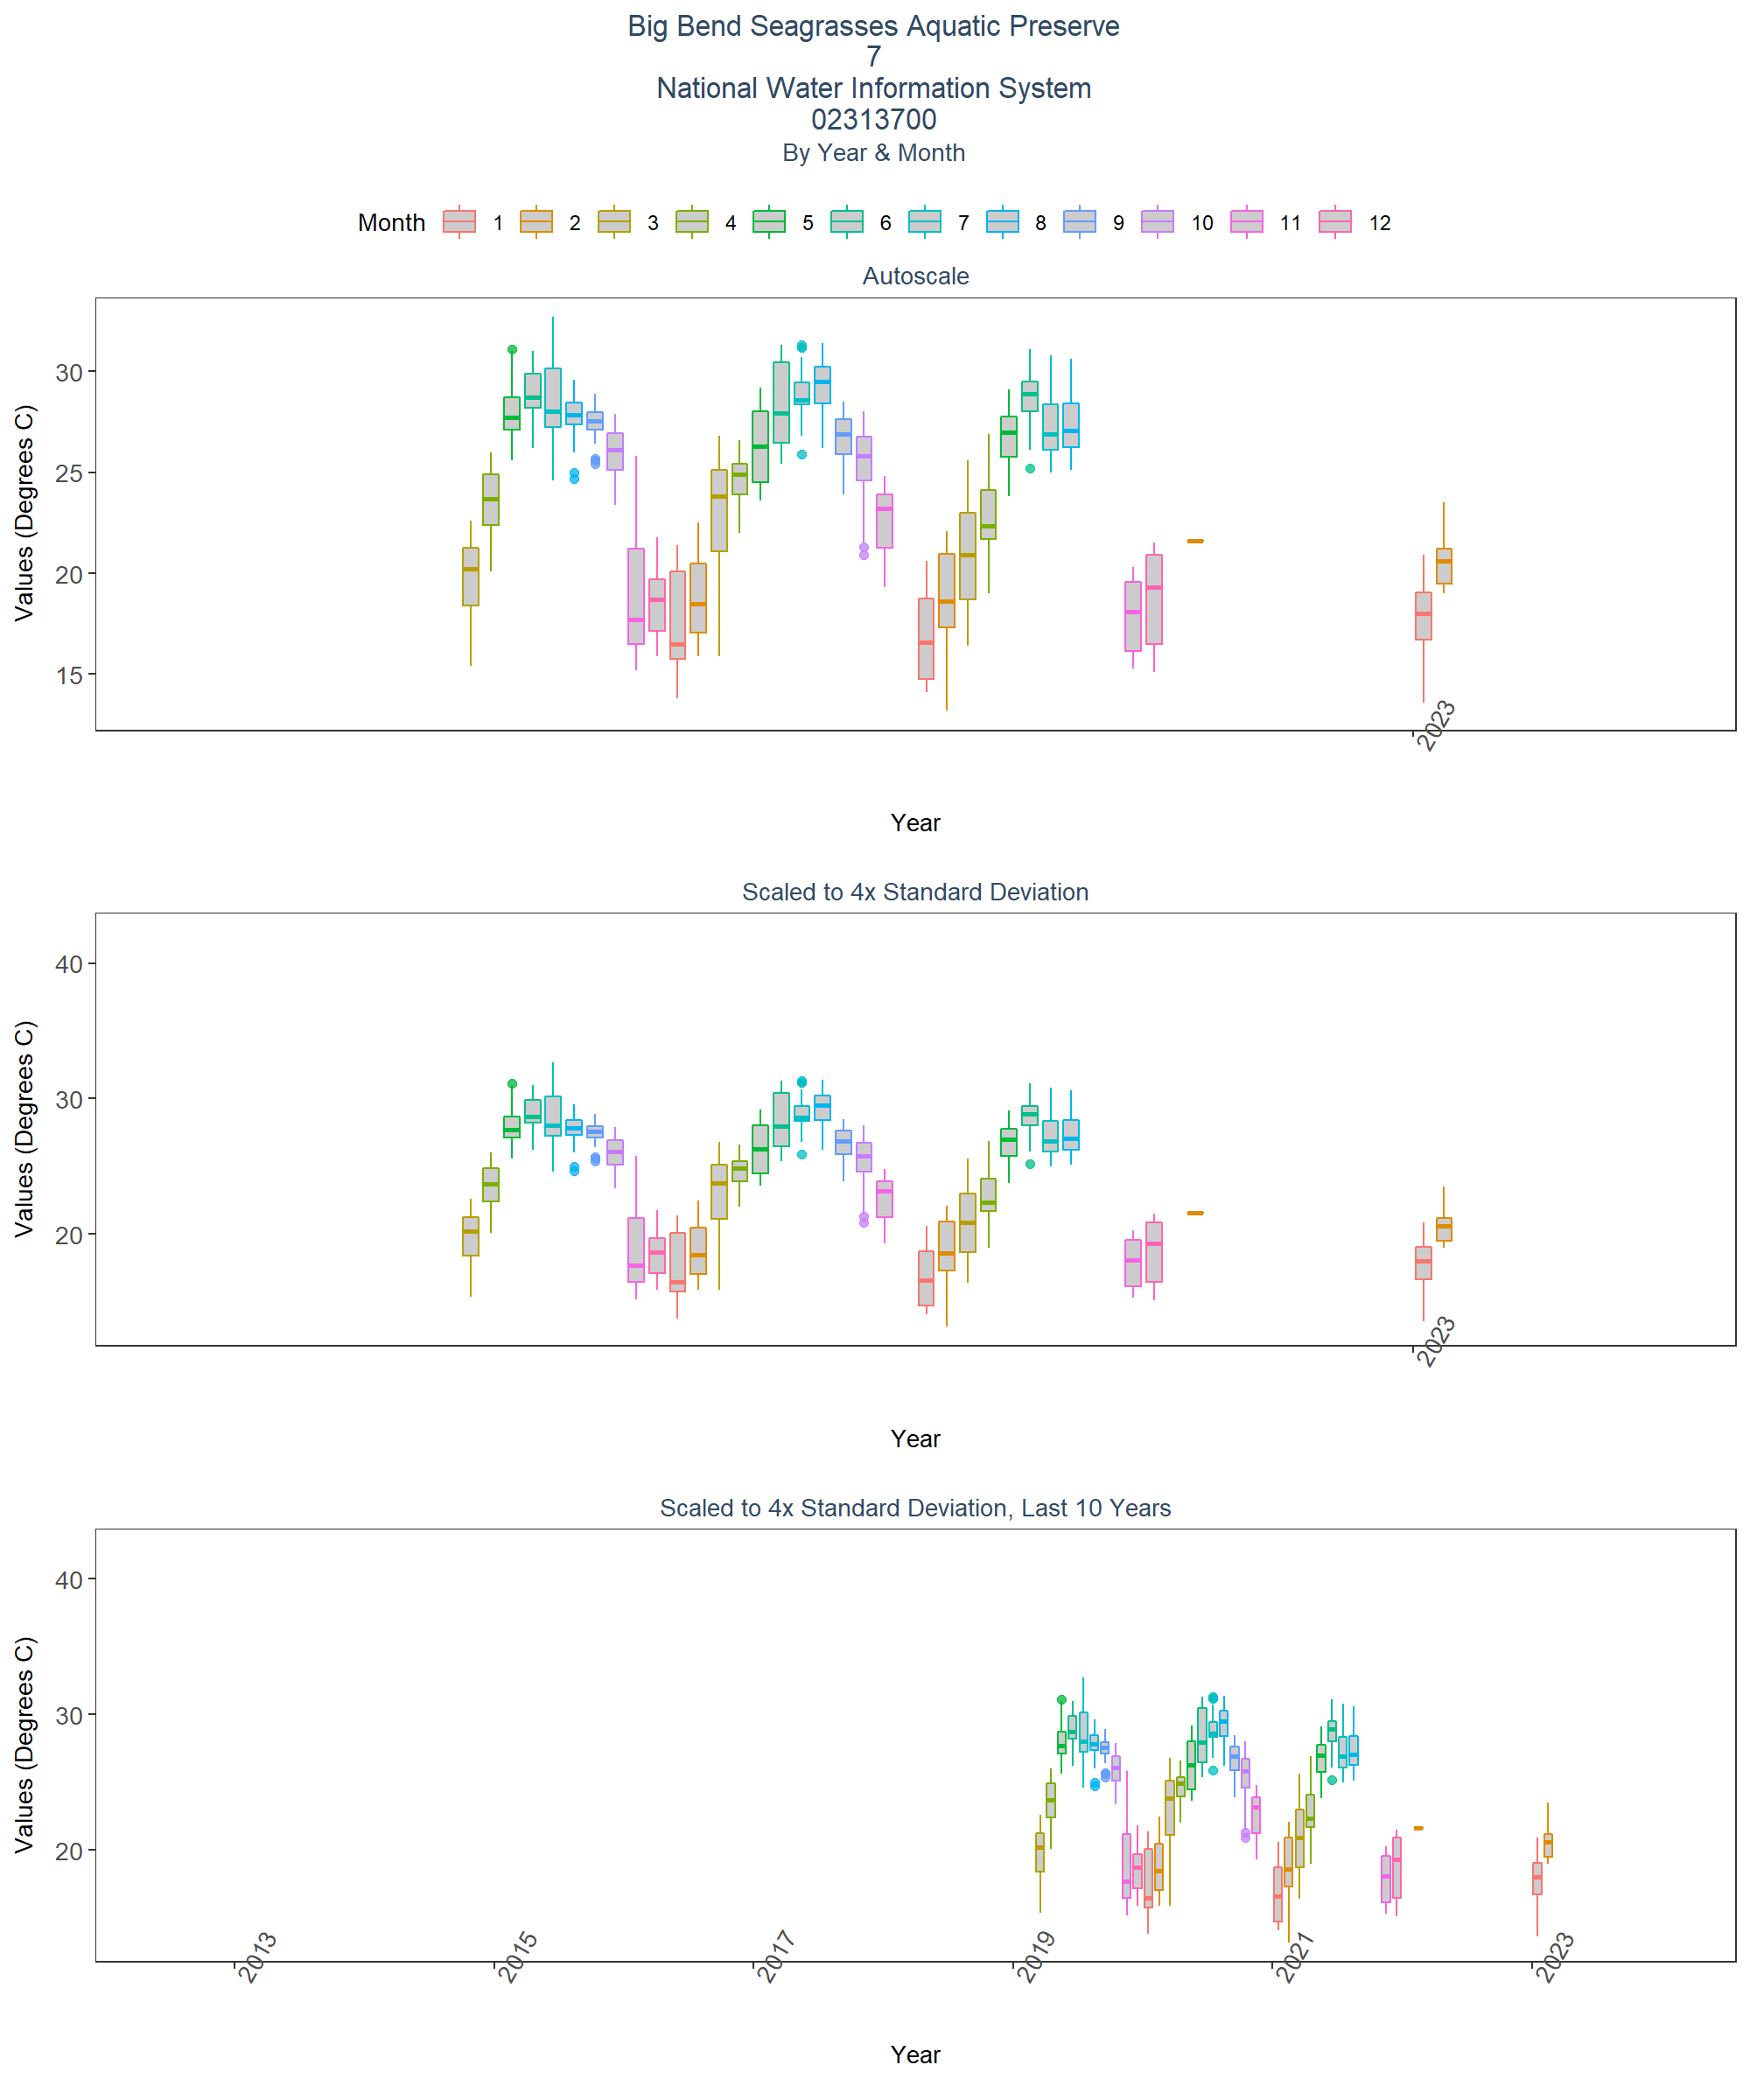 Big Bend Seagrasses Aquatic Preserve
7
National Water Information System
02313700
By Year & Month
Month 1 2 3 4 5 6 7 8 9 10 11 12
Autoscale
Values (Degrees C)
30
25
20
15
2023
Year
Scaled to 4x Standard Deviation
Values (Degrees C)
40
30
20
2023
Year
Scaled to 4x Standard Deviation, Last 10 Years
Values (Degrees C)
40
30
20
2013 2015 2017 2019 2021 2023
Year